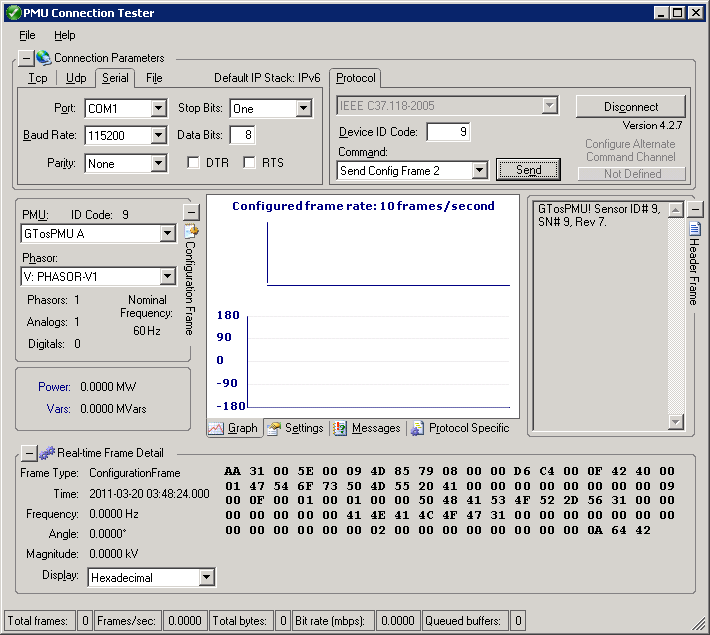 PMU Connection Tester
File Help
Connection Parameters
Tcp Udp Serial File Default IP Stack: IPv6
Port: COM1 Stop Bits: One
Baud Rate: 115200 Data Bits: 8
Parity: None DTR RTS
Protocol
IEEE C37.118-2005
Device ID Code: 9
Command:
Send Config Frame 2 Send
Disconnect
Version 4.2.7
Configure Alternate
Command Channel
Not Defined
PMU: ID Code: 9
GTosPMU A
Phasor:
V: PHASOR-V1
Phasors: 1
Analogs: 1
Digitals: 0
Nominal
Frequency:
60 Hz
Configuration Frame
Power: 0.0000 MW
Vars: 0.0000 MVars
Configured frame rate: 10 frames/second
180
90
0
-90
-180
Graph Settings Messages Protocol Specific
GTosPMU! Sensor ID# 9,
SN# 9, Rev 7.
Header Frame
Real-time Frame Detail
Frame Type: ConfigurationFrame
Time: 2011-03-20 03:48:24.000
Frequency: 0.0000 Hz
Angle: 0.0000°
Magnitude: 0.0000 kV
Display: Hexadecimal
AA 31 00 5E 00 09 4D 85 79 08 00 00 D6 C4 00 0F 42 40 00
01 47 54 6F 73 50 4D 55 20 41 00 00 00 00 00 00 00 00 09
00 0F 00 01 00 01 00 00 50 48 41 53 4F 52 2D 56 31 00 00
00 00 00 00 00 41 4E 41 4C 4F 47 31 00 00 00 00 00 00 00
00 00 00 00 00 00 02 00 00 00 00 00 00 00 00 0A 64 42
Total frames: 0 Frames/sec: 0.0000 Total bytes: 0 Bit rate (mbps): 0.0000 Queued buffers: 0